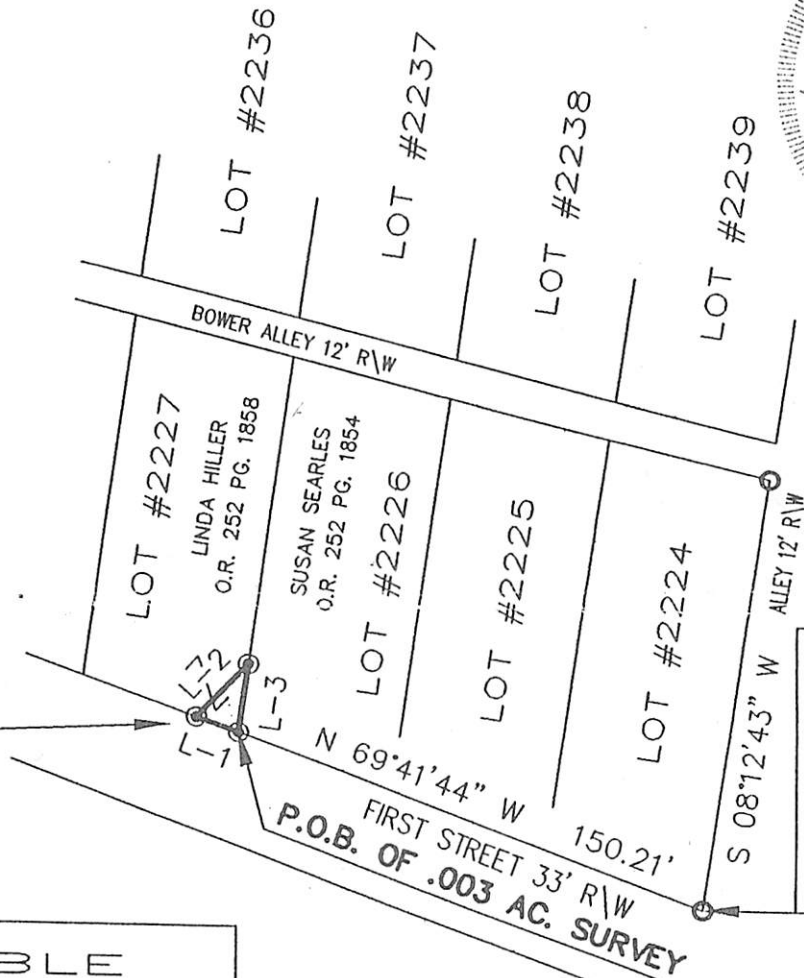 LOT #2236
LOT #2237
LOT #2238
LOT #2239
BOWER ALLEY 12' R\W
LOT #2227
LINDA HILLER
O.R. 252 PG. 1858
SUSAN SEARLES
O.R. 252 PG. 1854
LOT #2226
LOT #2225
LOT #2224
L-2
L-1
L-3
N 69°41'44" W 150.21'
FIRST STREET 33' R\W
P.O.B. OF .003 AC. SURVEY
S 08°12'43" W
ALLEY 12' R\W
BLE